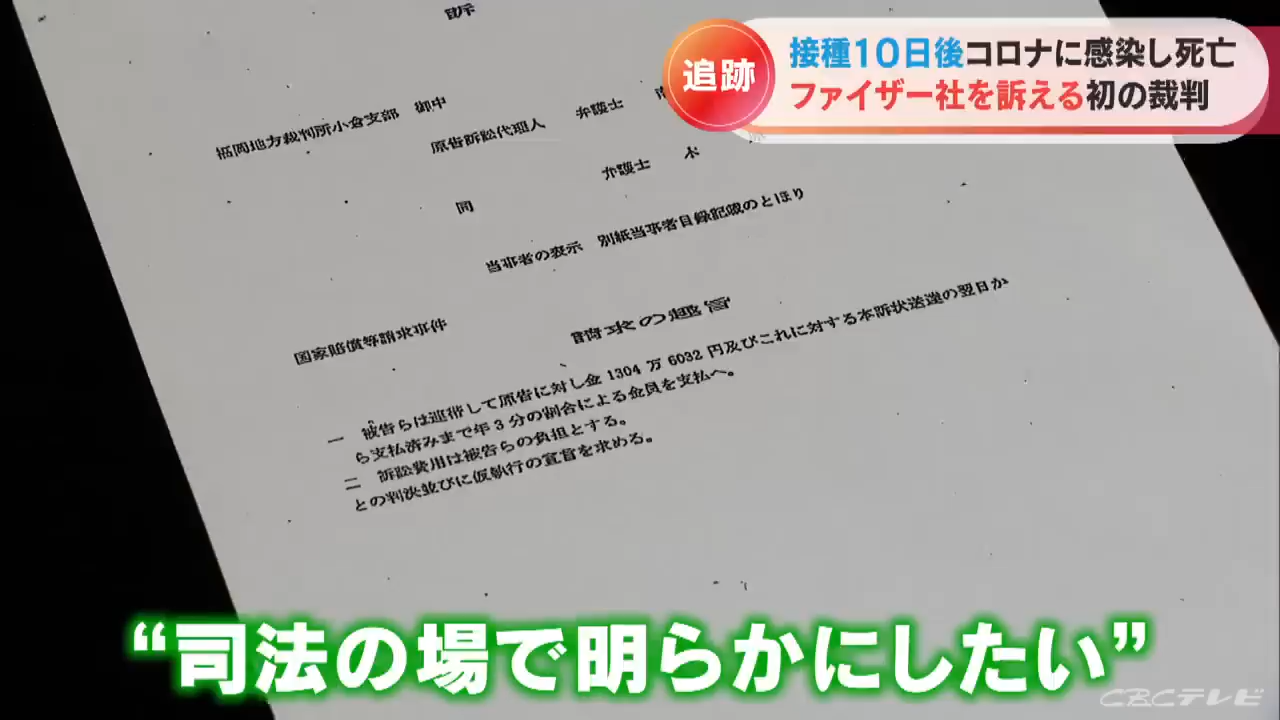 訴
追跡
接種10日後コロナに感染し死亡
ファイザー社を訴える初の裁判
福岡地方裁判所小倉支部 御中
原告訴訟代理人 弁護士
同 弁護士 木
当事者の表示 別紙当事者目録記載のとほり
国家賠償等請求事件
請求の趣旨
一 被告らは連帯して原告に対し金1304万6032円及びこれに対する本訴状送達の翌日か
ら支払済みまで年3分の割合による金員を支払へ。
二 訴訟費用は被告らの負担とする。
との判決並びに仮執行の宣言を求める。
“司法の場で明らかにしたい”
CBCテレビ